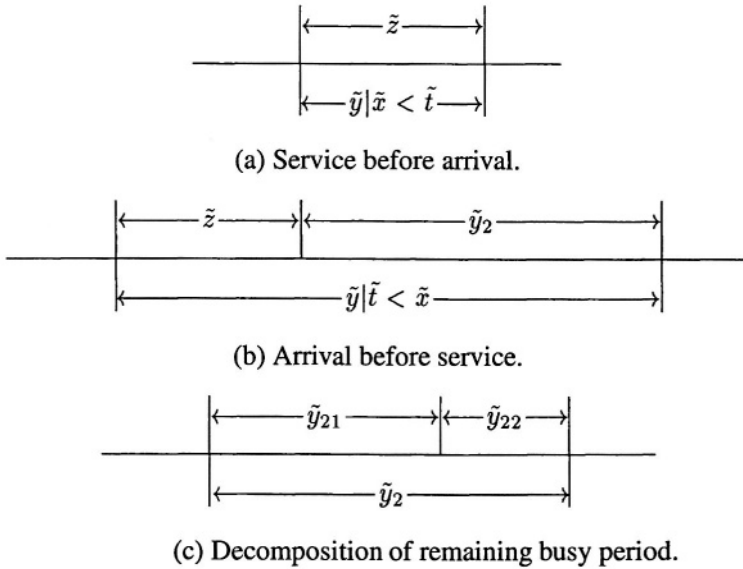 z̃
ỹ|x̃ < t̃
(a) Service before arrival.
z̃ ỹ₂
ỹ|t̃ < x̃
(b) Arrival before service.
ỹ₂₁ ỹ₂₂
ỹ₂
(c) Decomposition of remaining busy period.